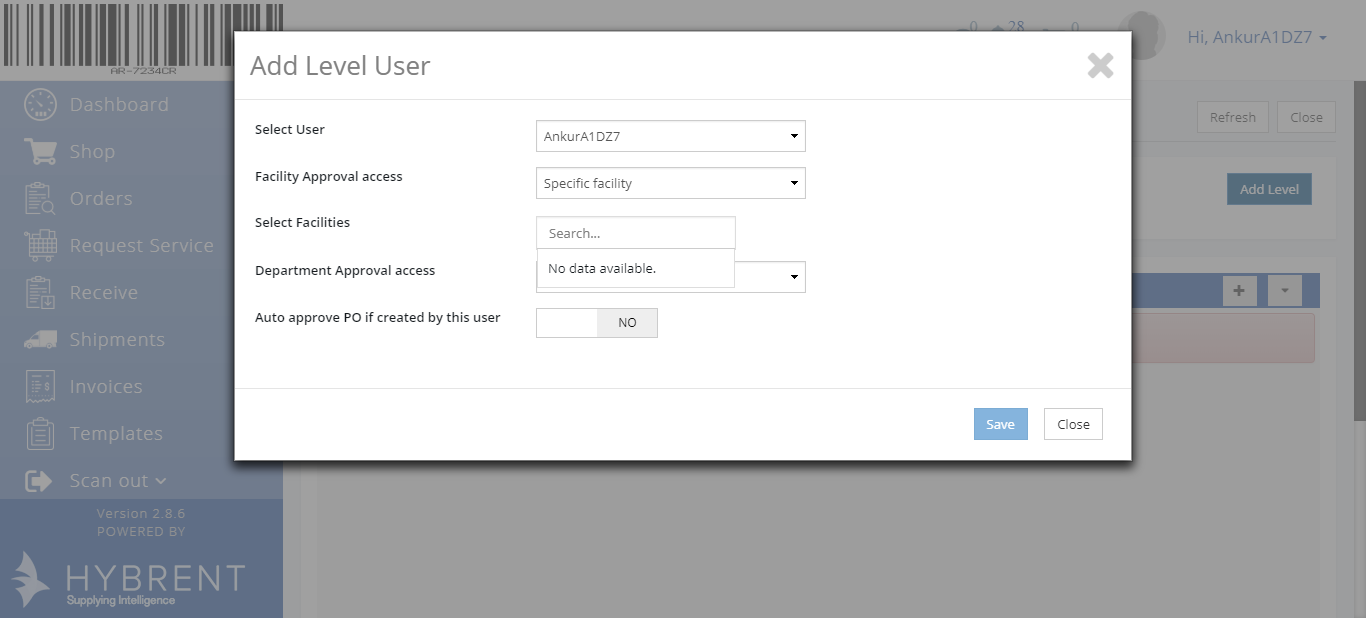 AR-7234CR
0 28 0
Hi, AnkurA1DZ7
Add Level User
Dashboard
Shop
Orders
Request Service
Receive
Shipments
Invoices
Templates
Scan out
Version 2.8.6
POWERED BY
HYBRENT
Supplying Intelligence
Refresh Close
Add Level
Select User
AnkurA1DZ7
Facility Approval access
Specific facility
Select Facilities
Search...
No data available.
Department Approval access
Auto approve PO if created by this user
NO
Save Close